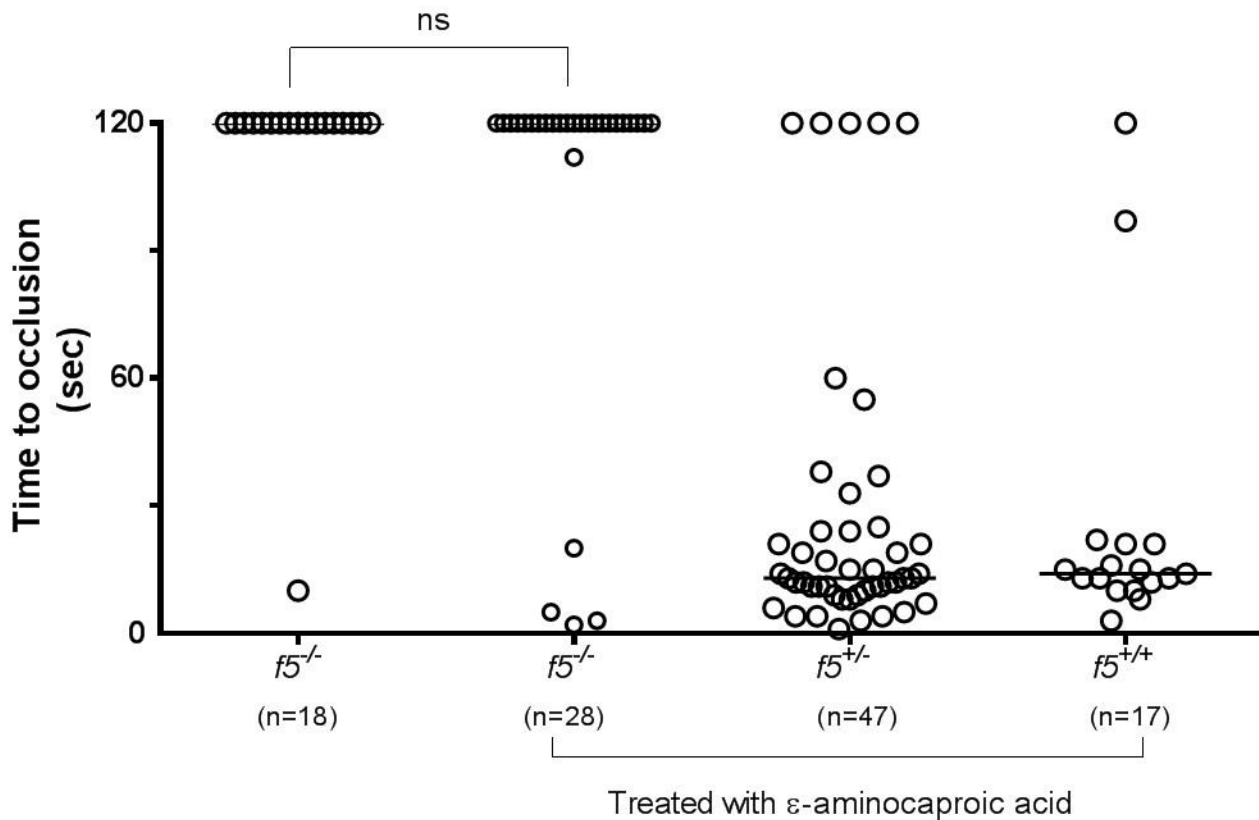 ns
120
60
0
Time to occlusion
(sec)
f5-/- f5-/- f5+/- f5+/+
(n=18) (n=28) (n=47) (n=17)
Treated with ε-aminocaproic acid